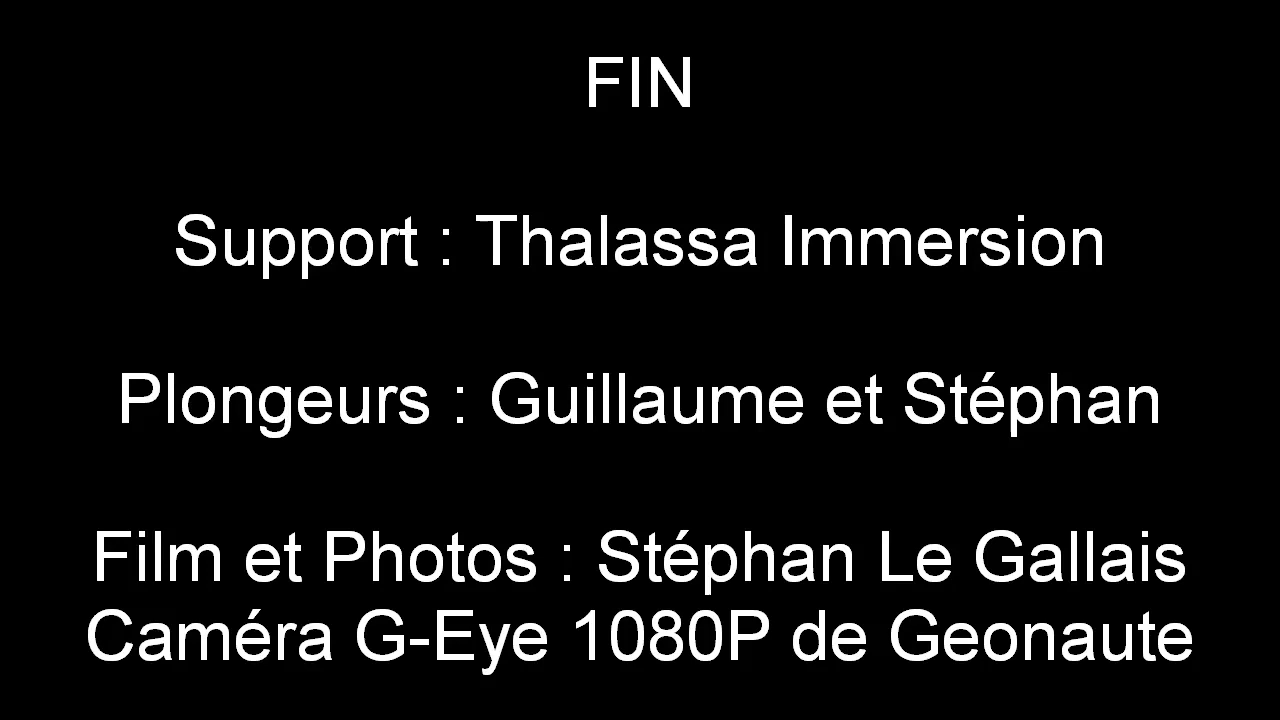 FIN
Support : Thalassa Immersion
Plongeurs : Guillaume et Stéphan
Film et Photos : Stéphan Le Gallais
Caméra G-Eye 1080P de Geonaute